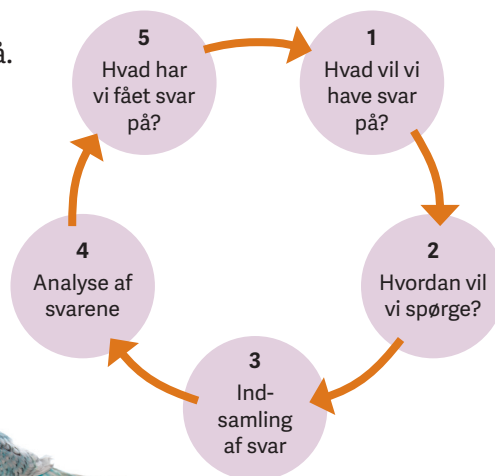 å.
5
Hvad har
vi fået svar
på?
1
Hvad vil vi
have svar
på?
2
Hvordan vil
vi spørge?
3
Ind-
samling
af svar
4
Analyse af
svarene